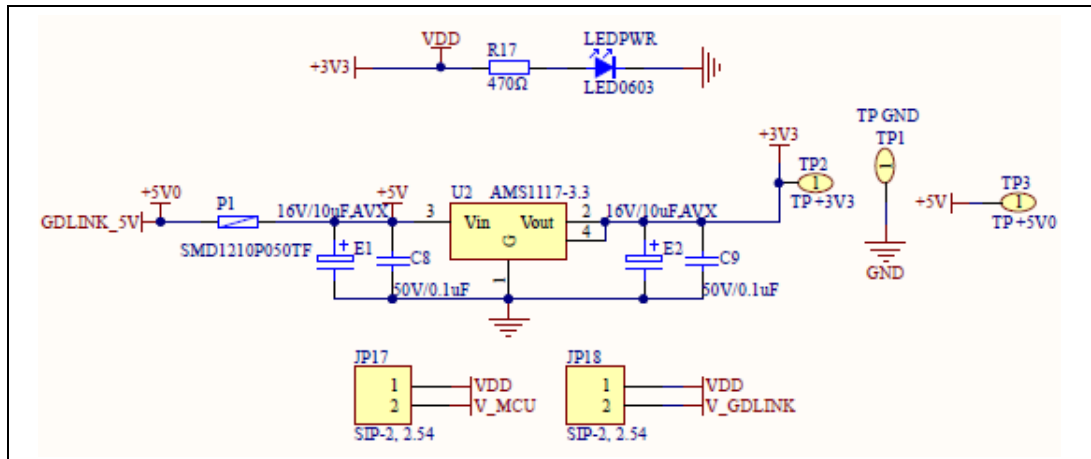 VDD
R17
LEDPWR
+3V3
470Ω
LED0603
+3V3
TP GND
TP1
TP2
1
1
TP +3V3
+5V0
P1
+5V
U2
AMS1117-3.3
GDLINK_5V
16V/10uF,AVX
3
Vin
Vout
2
4
16V/10uF,AVX
+5V
TP3
1
TP +5V0
SMD1210P050TF
E1
C8
G
1
E2
C9
GND
50V/0.1uF
50V/0.1uF
JP17
JP18
1
VDD
1
VDD
2
V_MCU
2
V_GDLINK
SIP-2, 2.54
SIP-2, 2.54